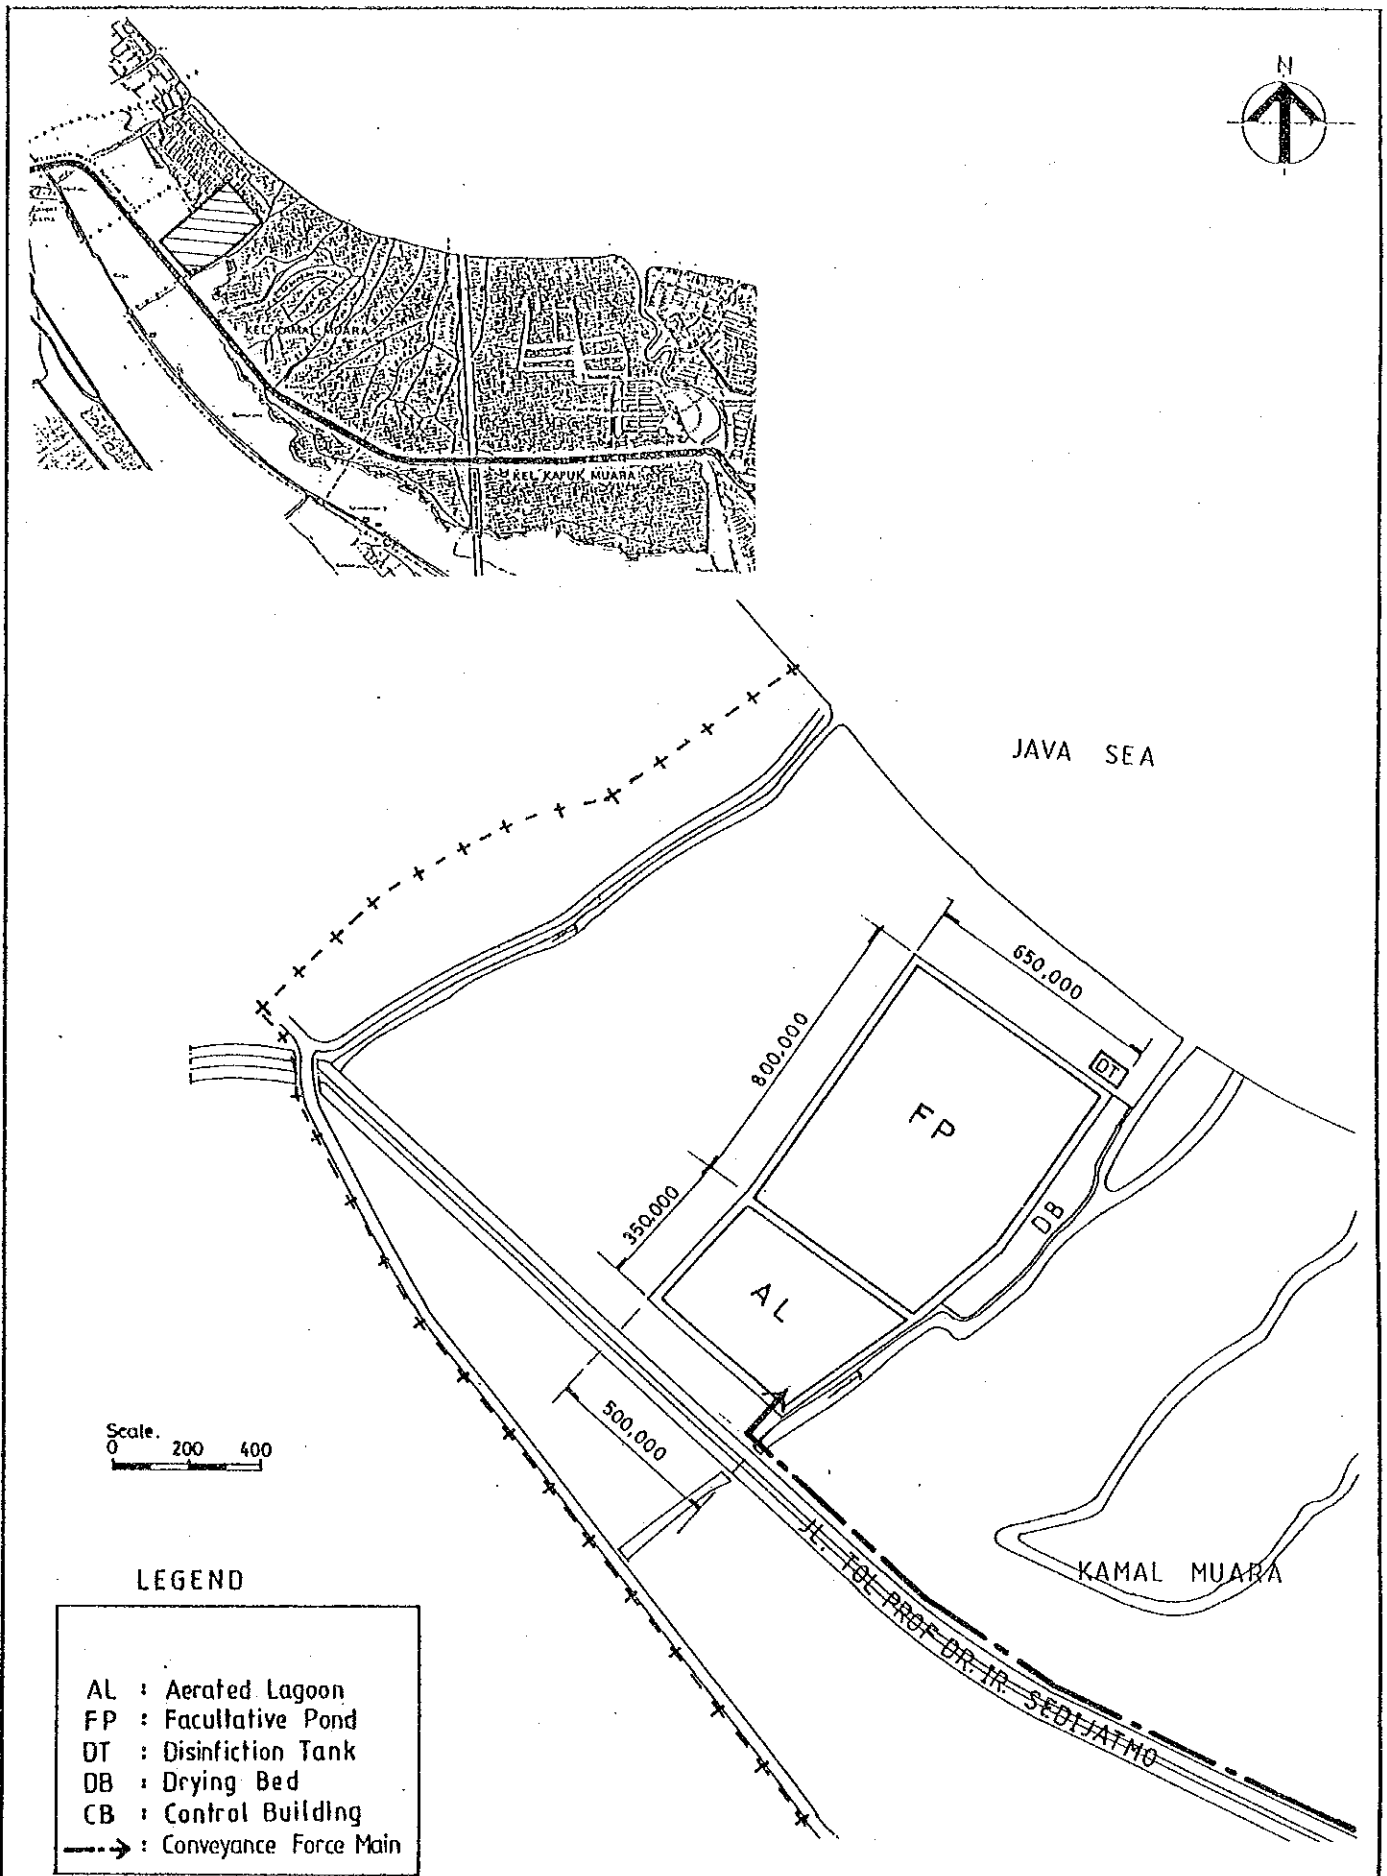 N
KEL. KAMAL MUARA
KEL. KAPUK MUARA
JAVA SEA
650,000
800,000
DT
FP
350,000
DB
AL
500,000
Scale.
0 200 400
JL. TOL PROF. DR. IR. SEDIJATMO
KAMAL MUARA
LEGEND
AL : Aerated Lagoon
FP : Facultative Pond
DT : Disinfiction Tank
DB : Drying Bed
CB : Control Building
: Conveyance Force Main